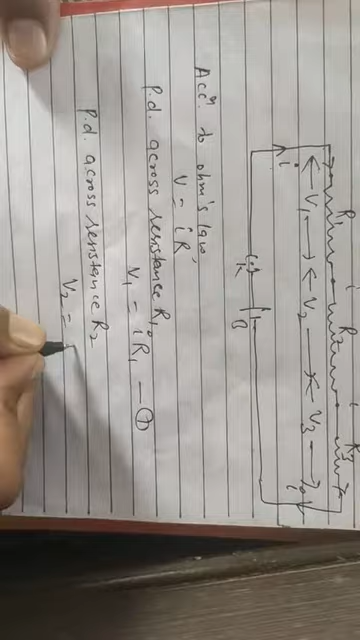 R₁ i R₂ i R₃
← V₁ → ← V₂ → ← V₃ →
i i
(·) K B
Accⁿ to ohm's law,
V = iR
p.d. across resistance R₁,
V₁ = iR₁ — ①
p.d. across resistance R₂
V₂ =